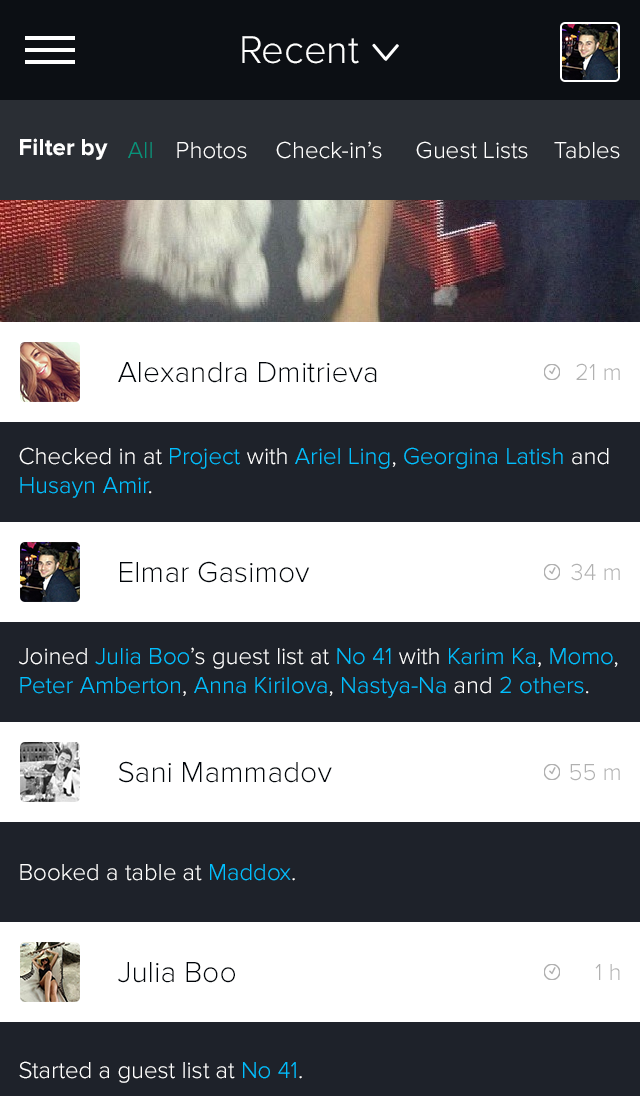 Recent
Filter by All Photos Check-in’s Guest Lists Tables
Alexandra Dmitrieva 21 m
Checked in at Project with Ariel Ling, Georgina Latish and
Husayn Amir.
Elmar Gasimov 34 m
Joined Julia Boo’s guest list at No 41 with Karim Ka, Momo,
Peter Amberton, Anna Kirilova, Nastya-Na and 2 others.
Sani Mammadov 55 m
Booked a table at Maddox.
Julia Boo 1 h
Started a guest list at No 41.